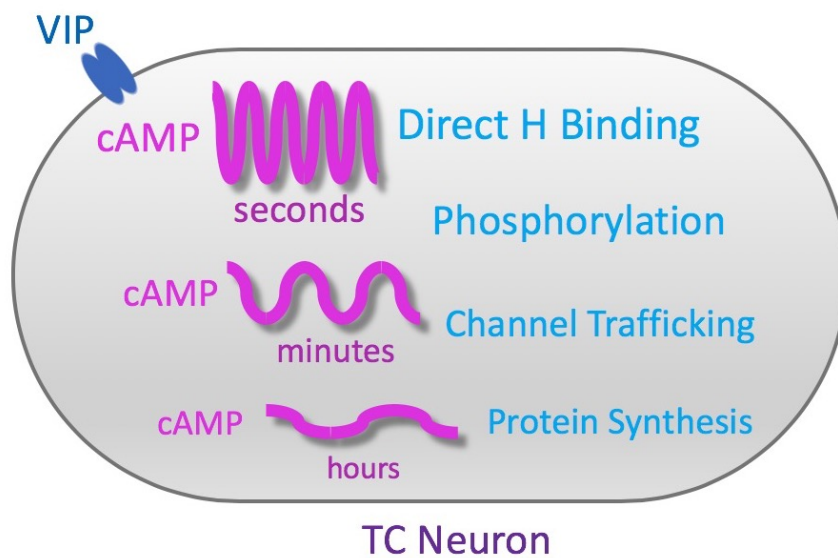 VIP
cAMP
Direct H Binding
seconds
Phosphorylation
cAMP
Channel Trafficking
minutes
cAMP
Protein Synthesis
hours
TC Neuron